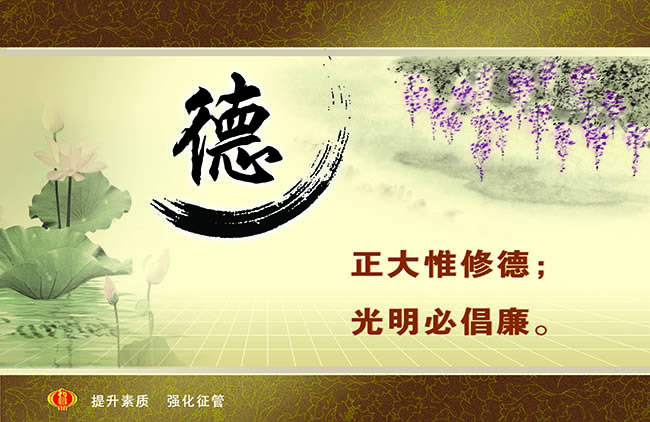 德
正大惟修德；
光明必倡廉。
提升素质 强化征管